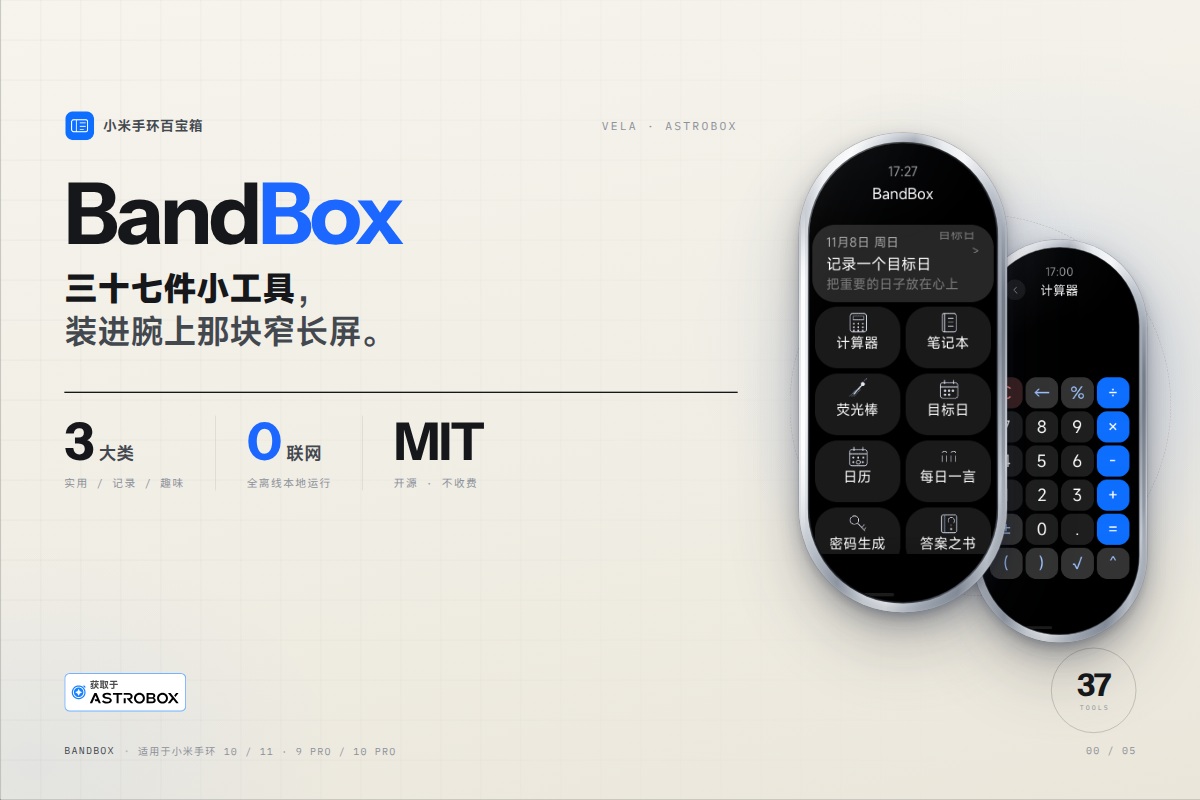 小米手环百宝箱
VELA · ASTROBOX
BandBox
三十七件小工具，
装进腕上那块窄长屏。
3 大类
实用 / 记录 / 趣味
0 联网
全离线本地运行
MIT
开源 · 不收费
获取于
ASTROBOX
BANDBOX · 适用于小米手环 10 / 11 · 9 PRO / 10 PRO
17:27
BandBox
11月8日 周日
目标日
>
记录一个目标日
把重要的日子放在心上
计算器
笔记本
荧光棒
目标日
日历
每日一言
密码生成
答案之书
17:00
计算器
← % ÷
8 9 ×
5 6 -
2 3 +
0 . =
( ) √ ^
37
TOOLS
00 / 05